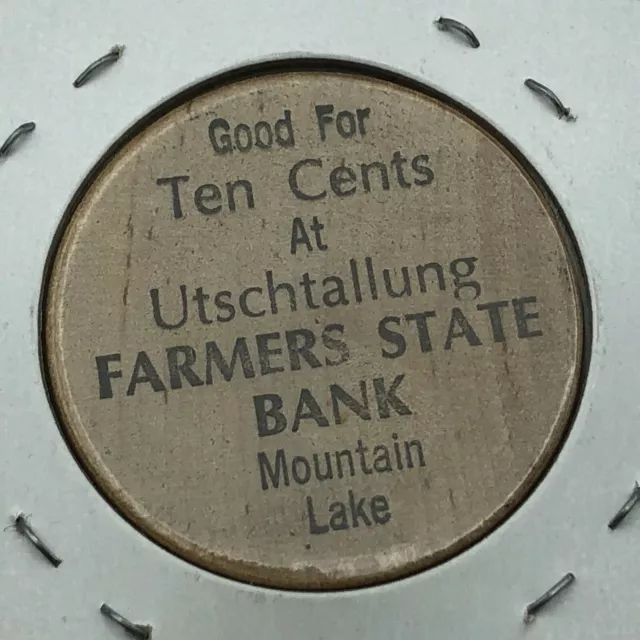 Good For
Ten Cents
At
Utschtallung
FARMERS STATE
BANK
Mountain
Lake